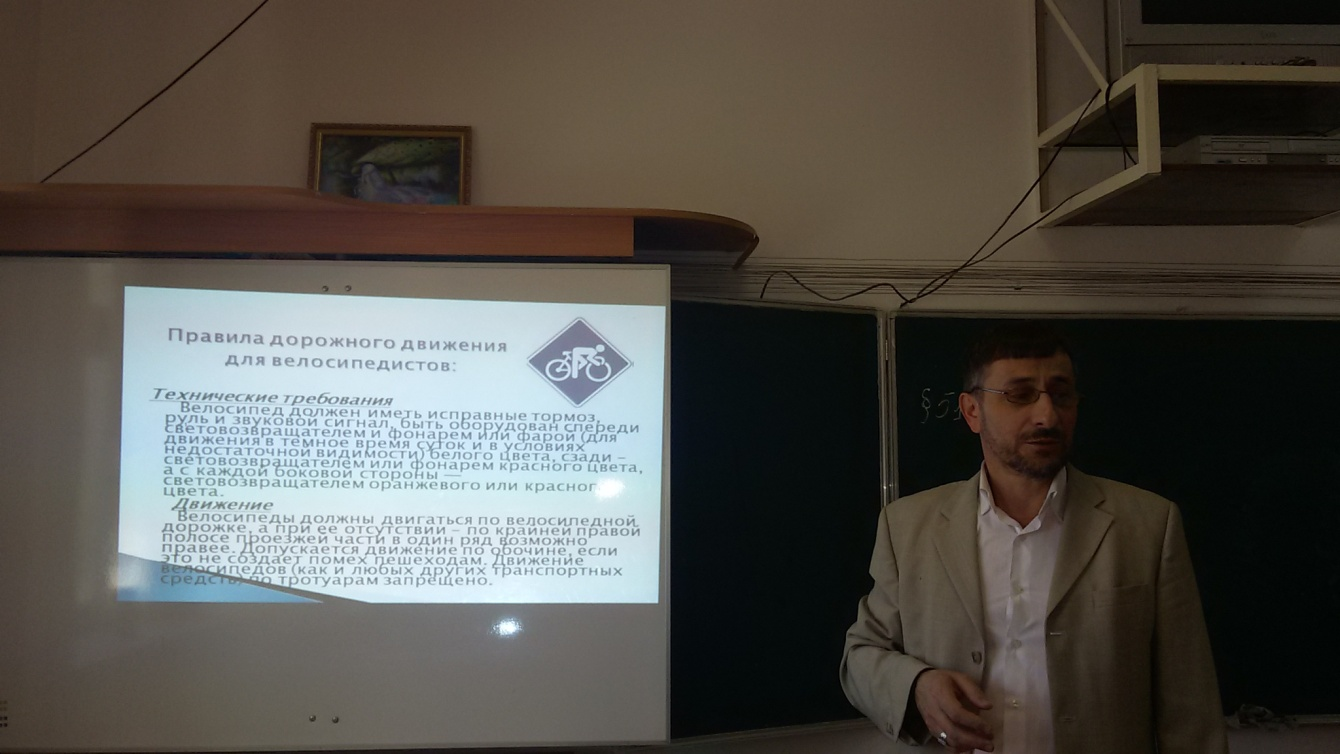 Правила дорожного движения
для велосипедистов:
Технические требования
Велосипед должен иметь исправные тормоз,
руль и звуковой сигнал, быть оборудован спереди
световозвращателем и фонарем или фарой (для
движения в темное время суток и в условиях
недостаточной видимости) белого цвета, сзади –
световозвращателем или фонарем красного цвета,
а с каждой боковой стороны —
световозвращателем оранжевого или красного
цвета.
Движение
Велосипеды должны двигаться по велосипедной
дорожке, а при ее отсутствии – по крайней правой
полосе проезжей части в один ряд возможно
правее. Допускается движение по обочине, если
это не создает помех пешеходам. Движение
велосипедов (как и любых других транспортных
средств) по тротуарам запрещено.
§5